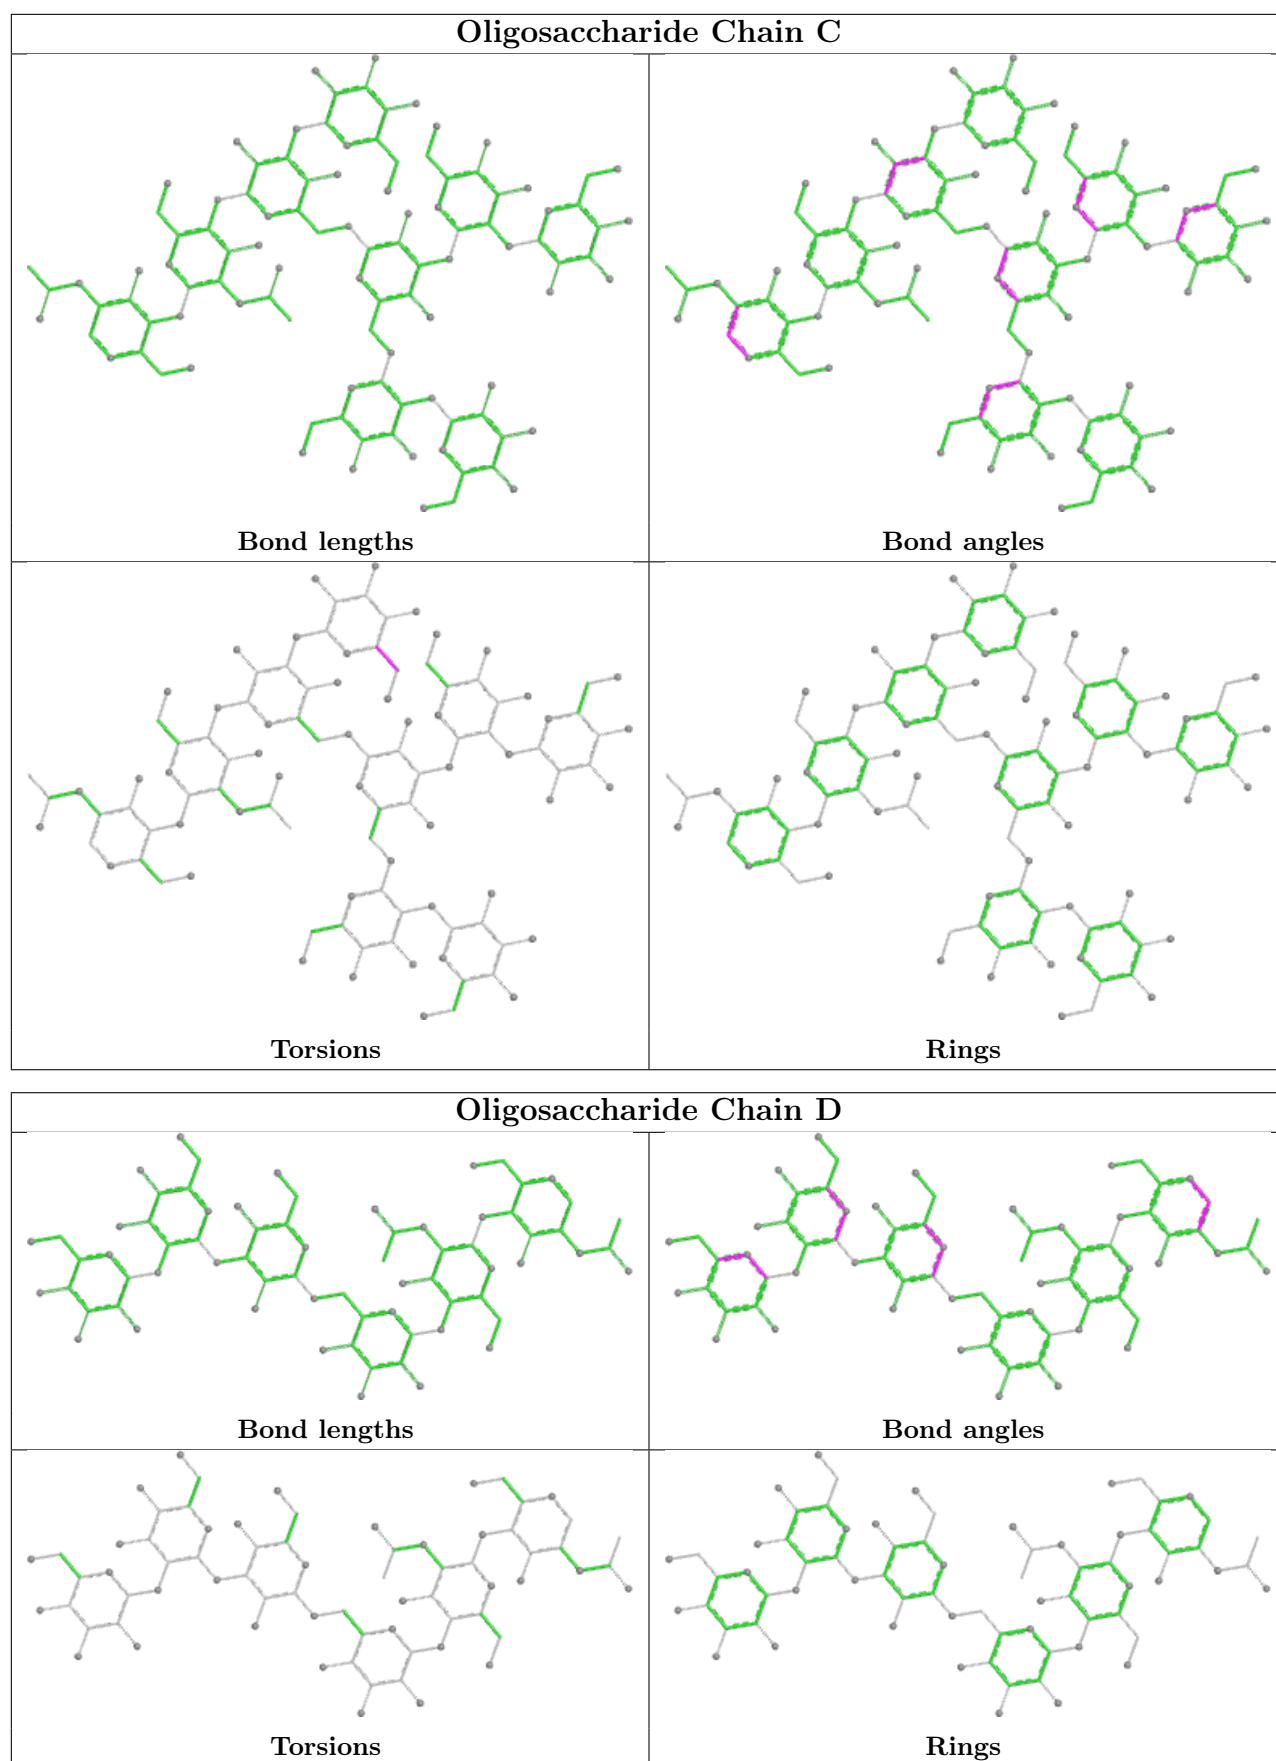 Oligosaccharide Chain C
Bond lengths
Bond angles
Torsions
Rings
Oligosaccharide Chain D
Bond lengths
Bond angles
Torsions
Rings